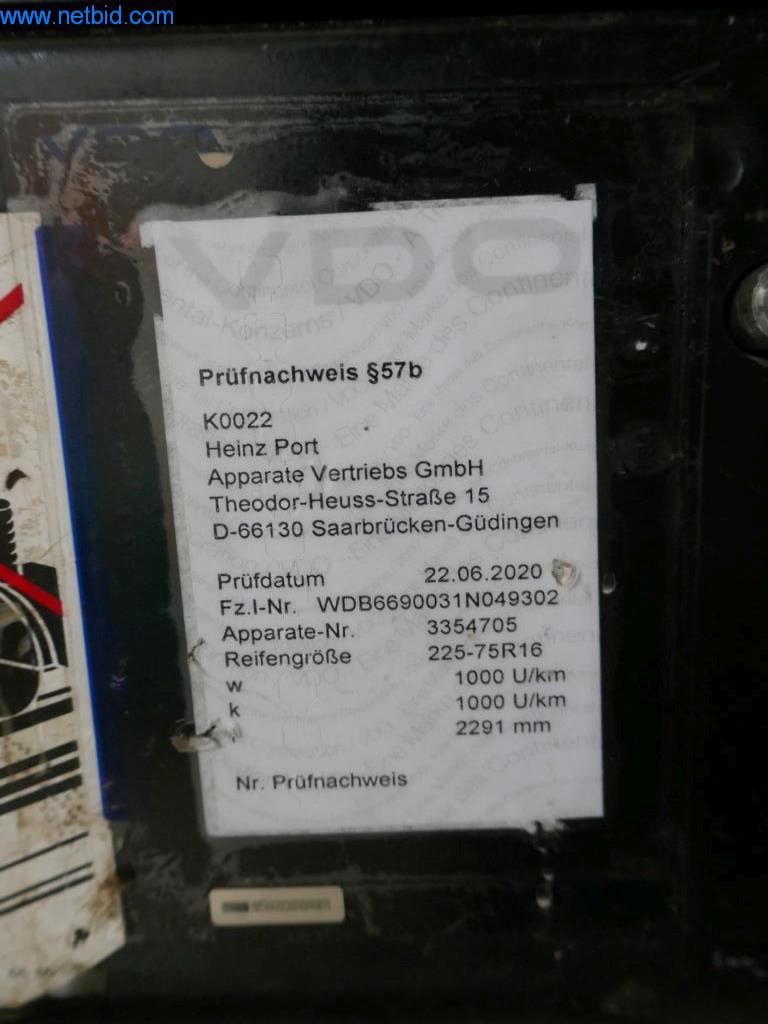 www.netbid.com
VDO
VDO
Prüfnachweis §57b
K0022
Heinz Port
Apparate Vertriebs GmbH
Theodor-Heuss-Straße 15
D-66130 Saarbrücken-Güdingen
Prüfdatum 22.06.2020
Fz.I-Nr. WDB6690031N049302
Apparate-Nr. 3354705
Reifengröße 225-75R16
w 1000 U/km
k 1000 U/km
2291 mm
Nr. Prüfnachweis